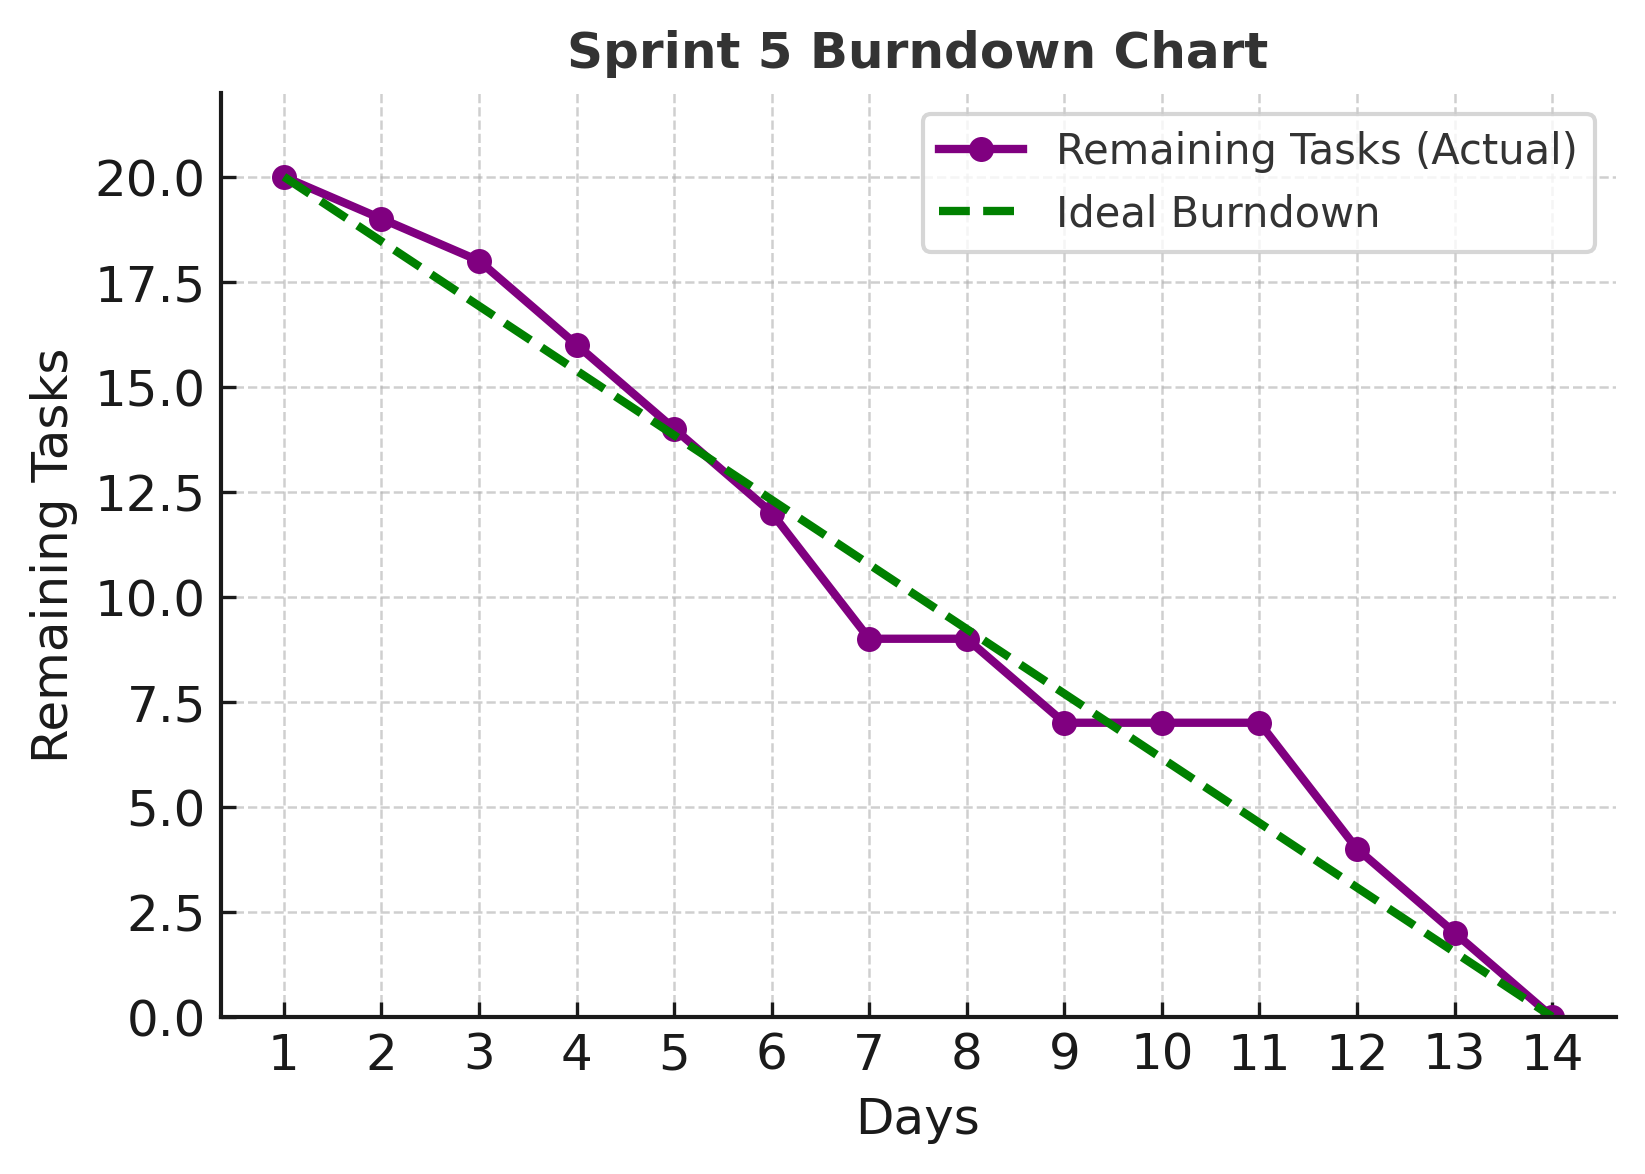 Sprint 5 Burndown Chart
Remaining Tasks (Actual)
Ideal Burndown
Remaining Tasks
20.0
17.5
15.0
12.5
10.0
7.5
5.0
2.5
0.0
1 2 3 4 5 6 7 8 9 10 11 12 13 14
Days